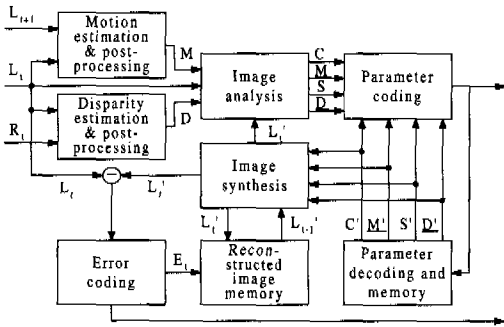 L_{t+1}
Motion
estimation
& post-
processing
M
L_t
Image
analysis
C
M
S
D
Parameter
coding
Disparity
estimation
& post-
processing
D
R_t
L_t'
Image
synthesis
L_t
−
L_t'
L_t'
L_{t-1}'
C'
M'
S'
D'
Error
coding
E_t
Recon-
structed
image
memory
Parameter
decoding and
memory